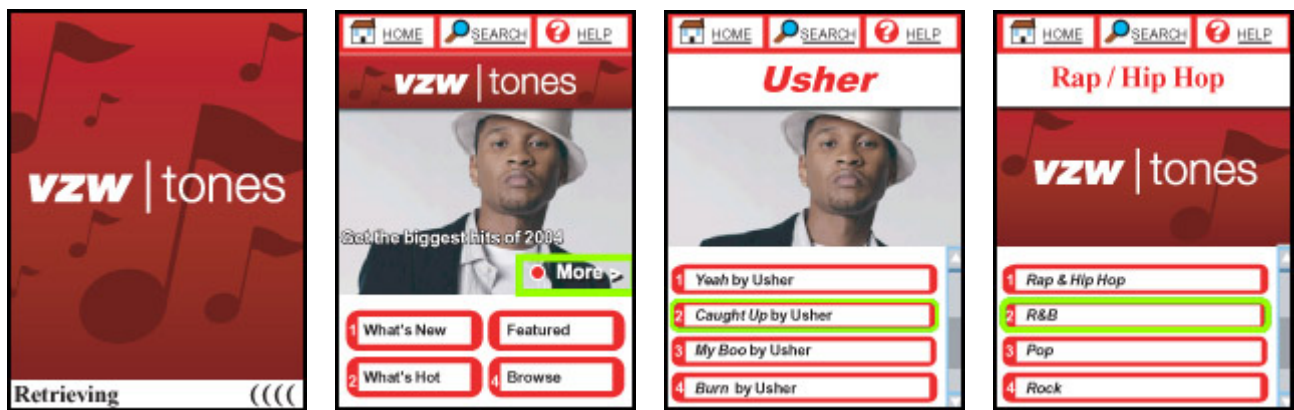 vzw | tones
Retrieving ((((
HOME SEARCH ? HELP
vzw | tones
Get the biggest hits of 2004
More >
1 What's New
Featured
2 What's Hot
4 Browse
HOME SEARCH ? HELP
Usher
1 Yeah by Usher
2 Caught Up by Usher
3 My Boo by Usher
4 Burn by Usher
HOME SEARCH ? HELP
Rap / Hip Hop
vzw | tones
1 Rap & Hip Hop
2 R&B
3 Pop
4 Rock